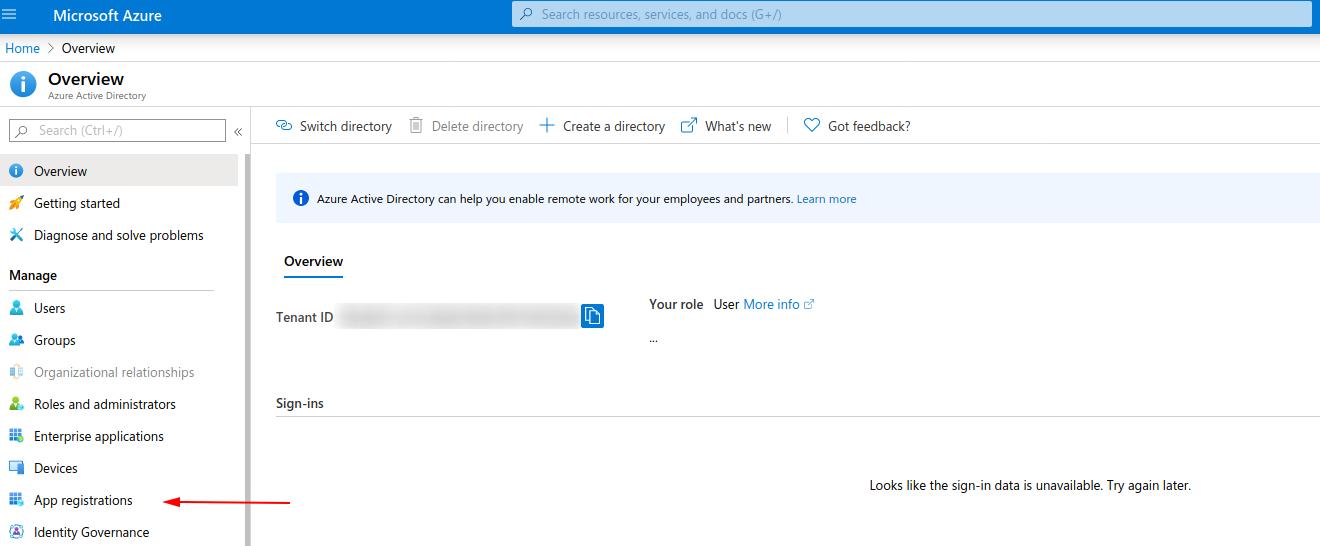 Microsoft Azure
Search resources, services, and docs (G+/)
Home > Overview
Overview
Azure Active Directory
Search (Ctrl+/)
«
Switch directory
Delete directory
Create a directory
What's new
Got feedback?
Overview
Getting started
Diagnose and solve problems
Manage
Users
Groups
Organizational relationships
Roles and administrators
Enterprise applications
Devices
App registrations
Identity Governance
Azure Active Directory can help you enable remote work for your employees and partners. Learn more
Overview
Tenant ID
Your role User More info
...
Sign-ins
Looks like the sign-in data is unavailable. Try again later.